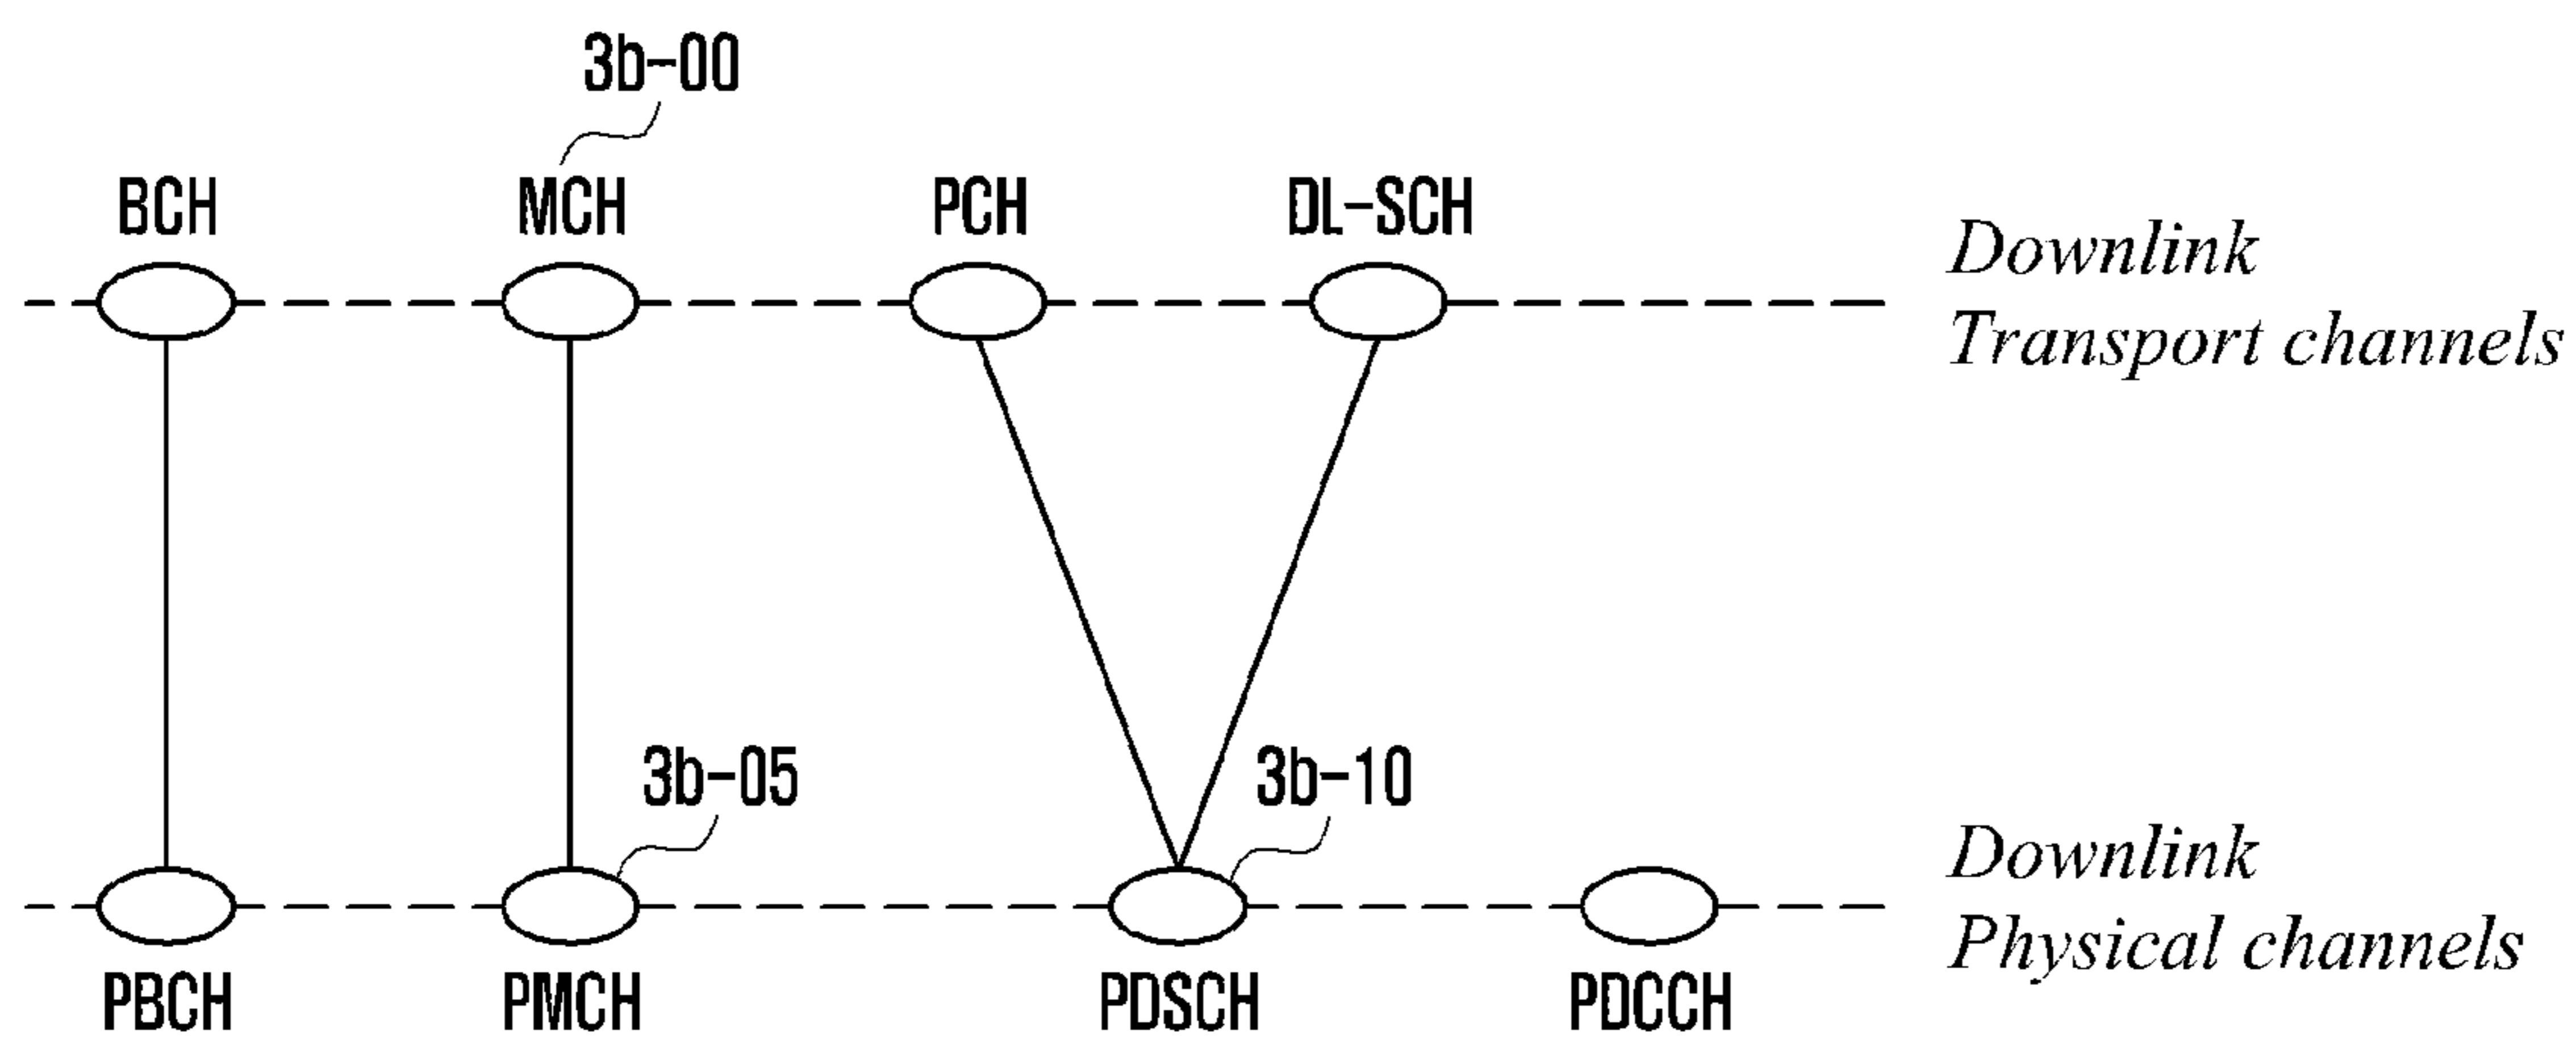 3b-00
BCH MCH PCH DL-SCH
Downlink
Transport channels
3b-05 3b-10
Downlink
Physical channels
PBCH PMCH PDSCH PDCCH